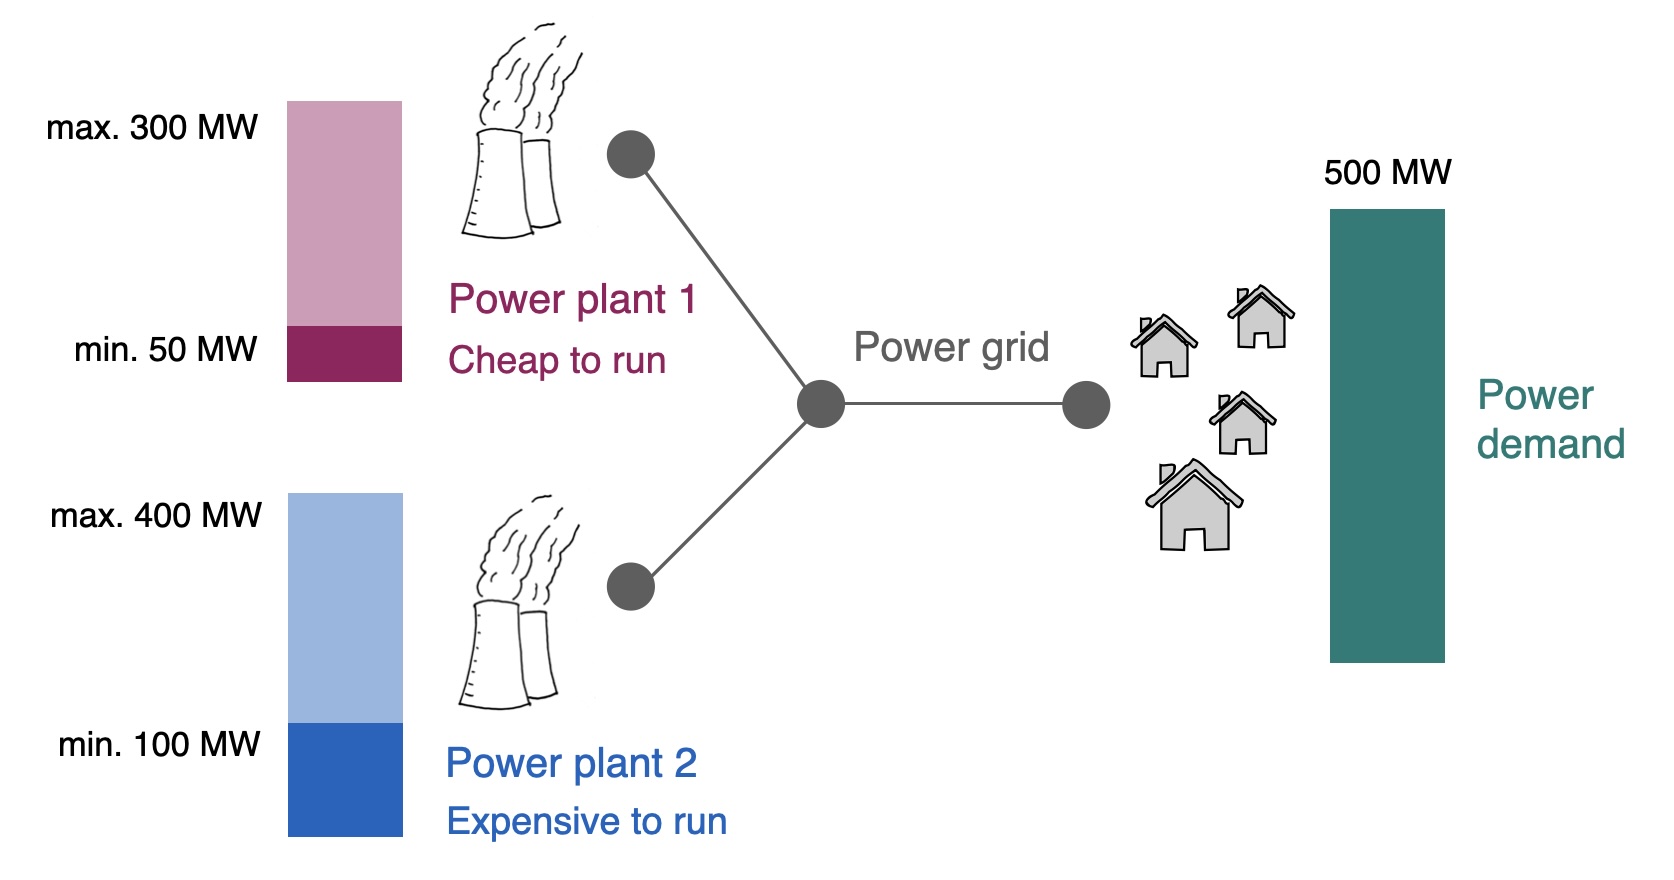 max. 300 MW
min. 50 MW
Power plant 1
Cheap to run
max. 400 MW
min. 100 MW
Power plant 2
Expensive to run
Power grid
500 MW
Power
demand